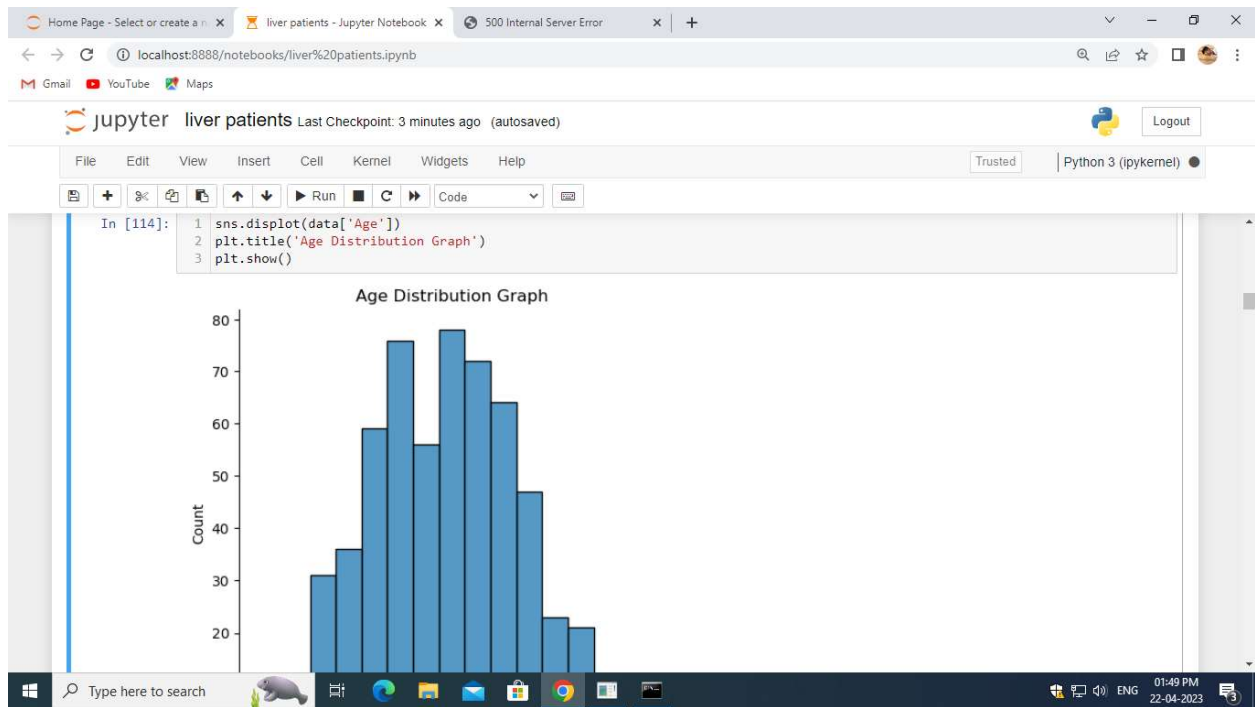 Home Page - Select or create a n
liver patients - Jupyter Notebook
500 Internal Server Error
localhost:8888/notebooks/liver%20patients.ipynb
Gmail YouTube Maps
jupyter liver patients Last Checkpoint: 3 minutes ago (autosaved)
Logout
File Edit View Insert Cell Kernel Widgets Help
Trusted
Python 3 (ipykernel)
Run Code
In [114]:
1 sns.displot(data['Age'])
2 plt.title('Age Distribution Graph')
3 plt.show()
Age Distribution Graph
80
70
60
50
40
30
20
Count
Type here to search
ENG
01:49 PM
22-04-2023
3